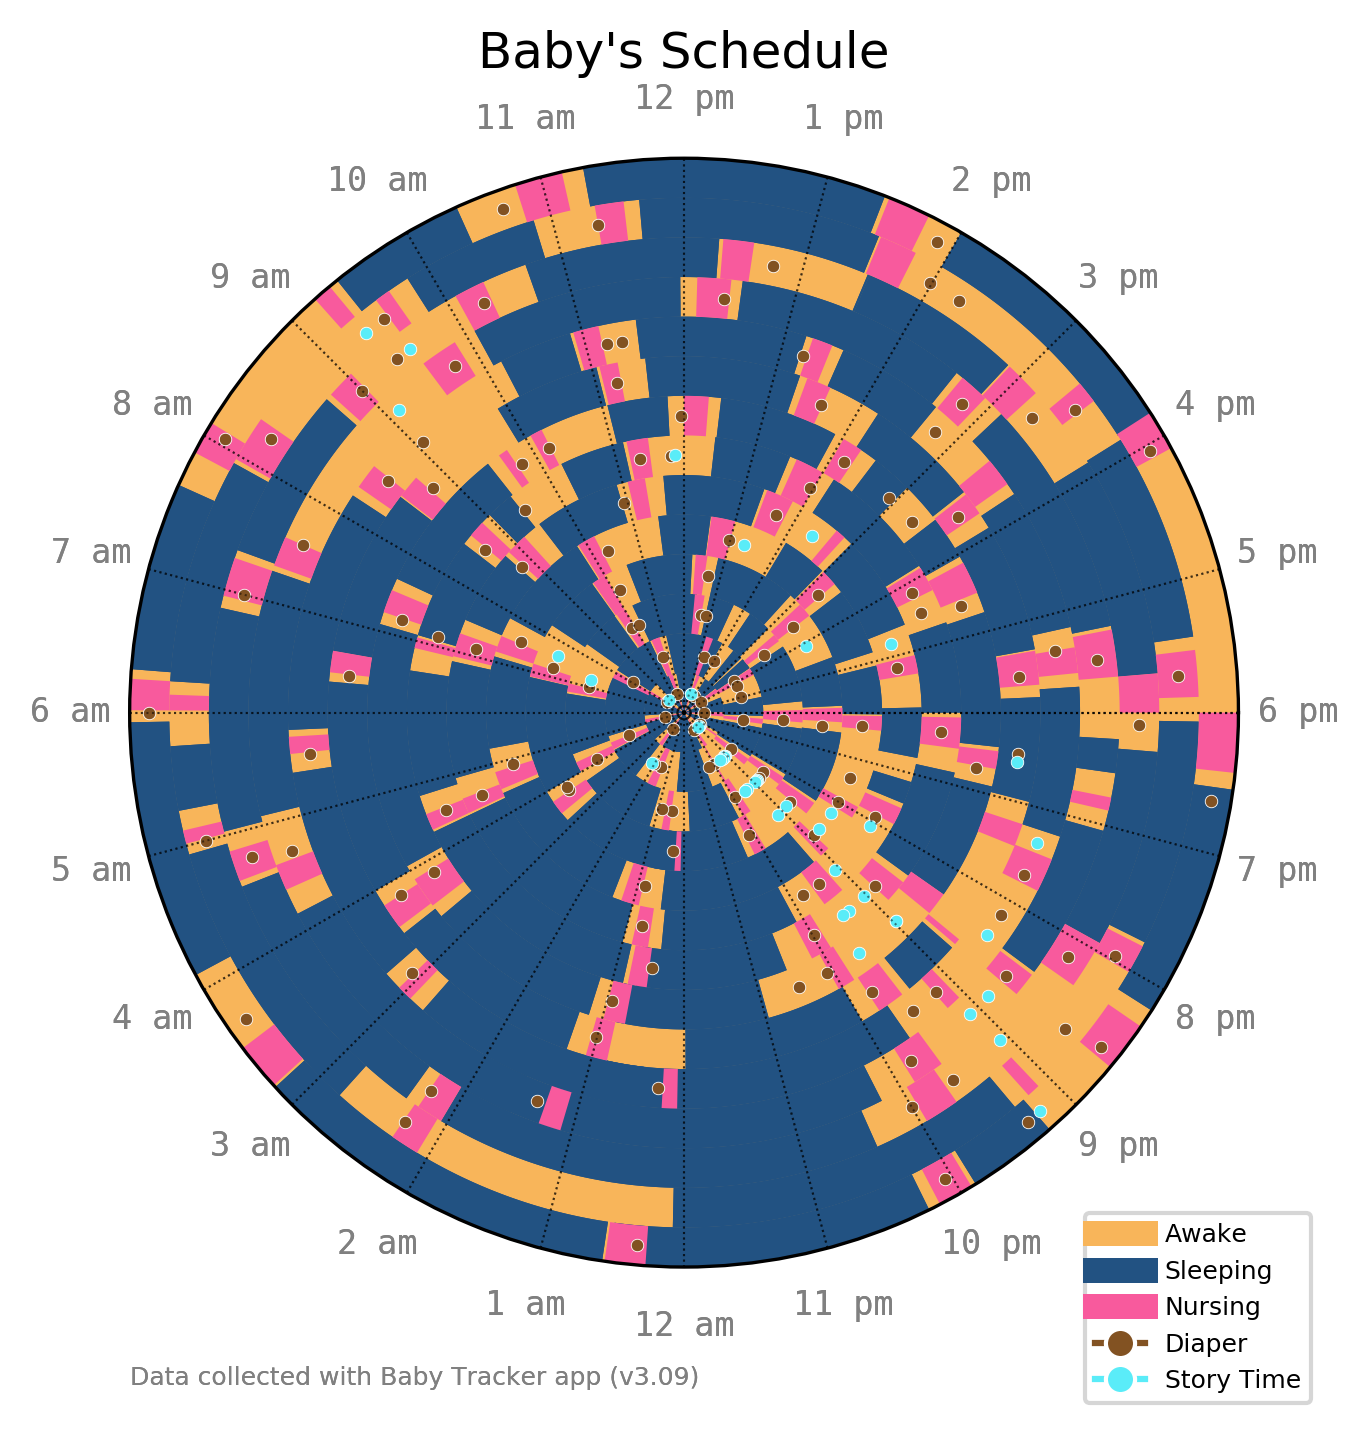 Baby's Schedule
12 pm
11 am
1 pm
10 am
2 pm
9 am
3 pm
8 am
4 pm
7 am
5 pm
6 am
6 pm
5 am
7 pm
4 am
8 pm
3 am
9 pm
2 am
10 pm
1 am
11 pm
12 am
Awake
Sleeping
Nursing
Diaper
Story Time
Data collected with Baby Tracker app (v3.09)